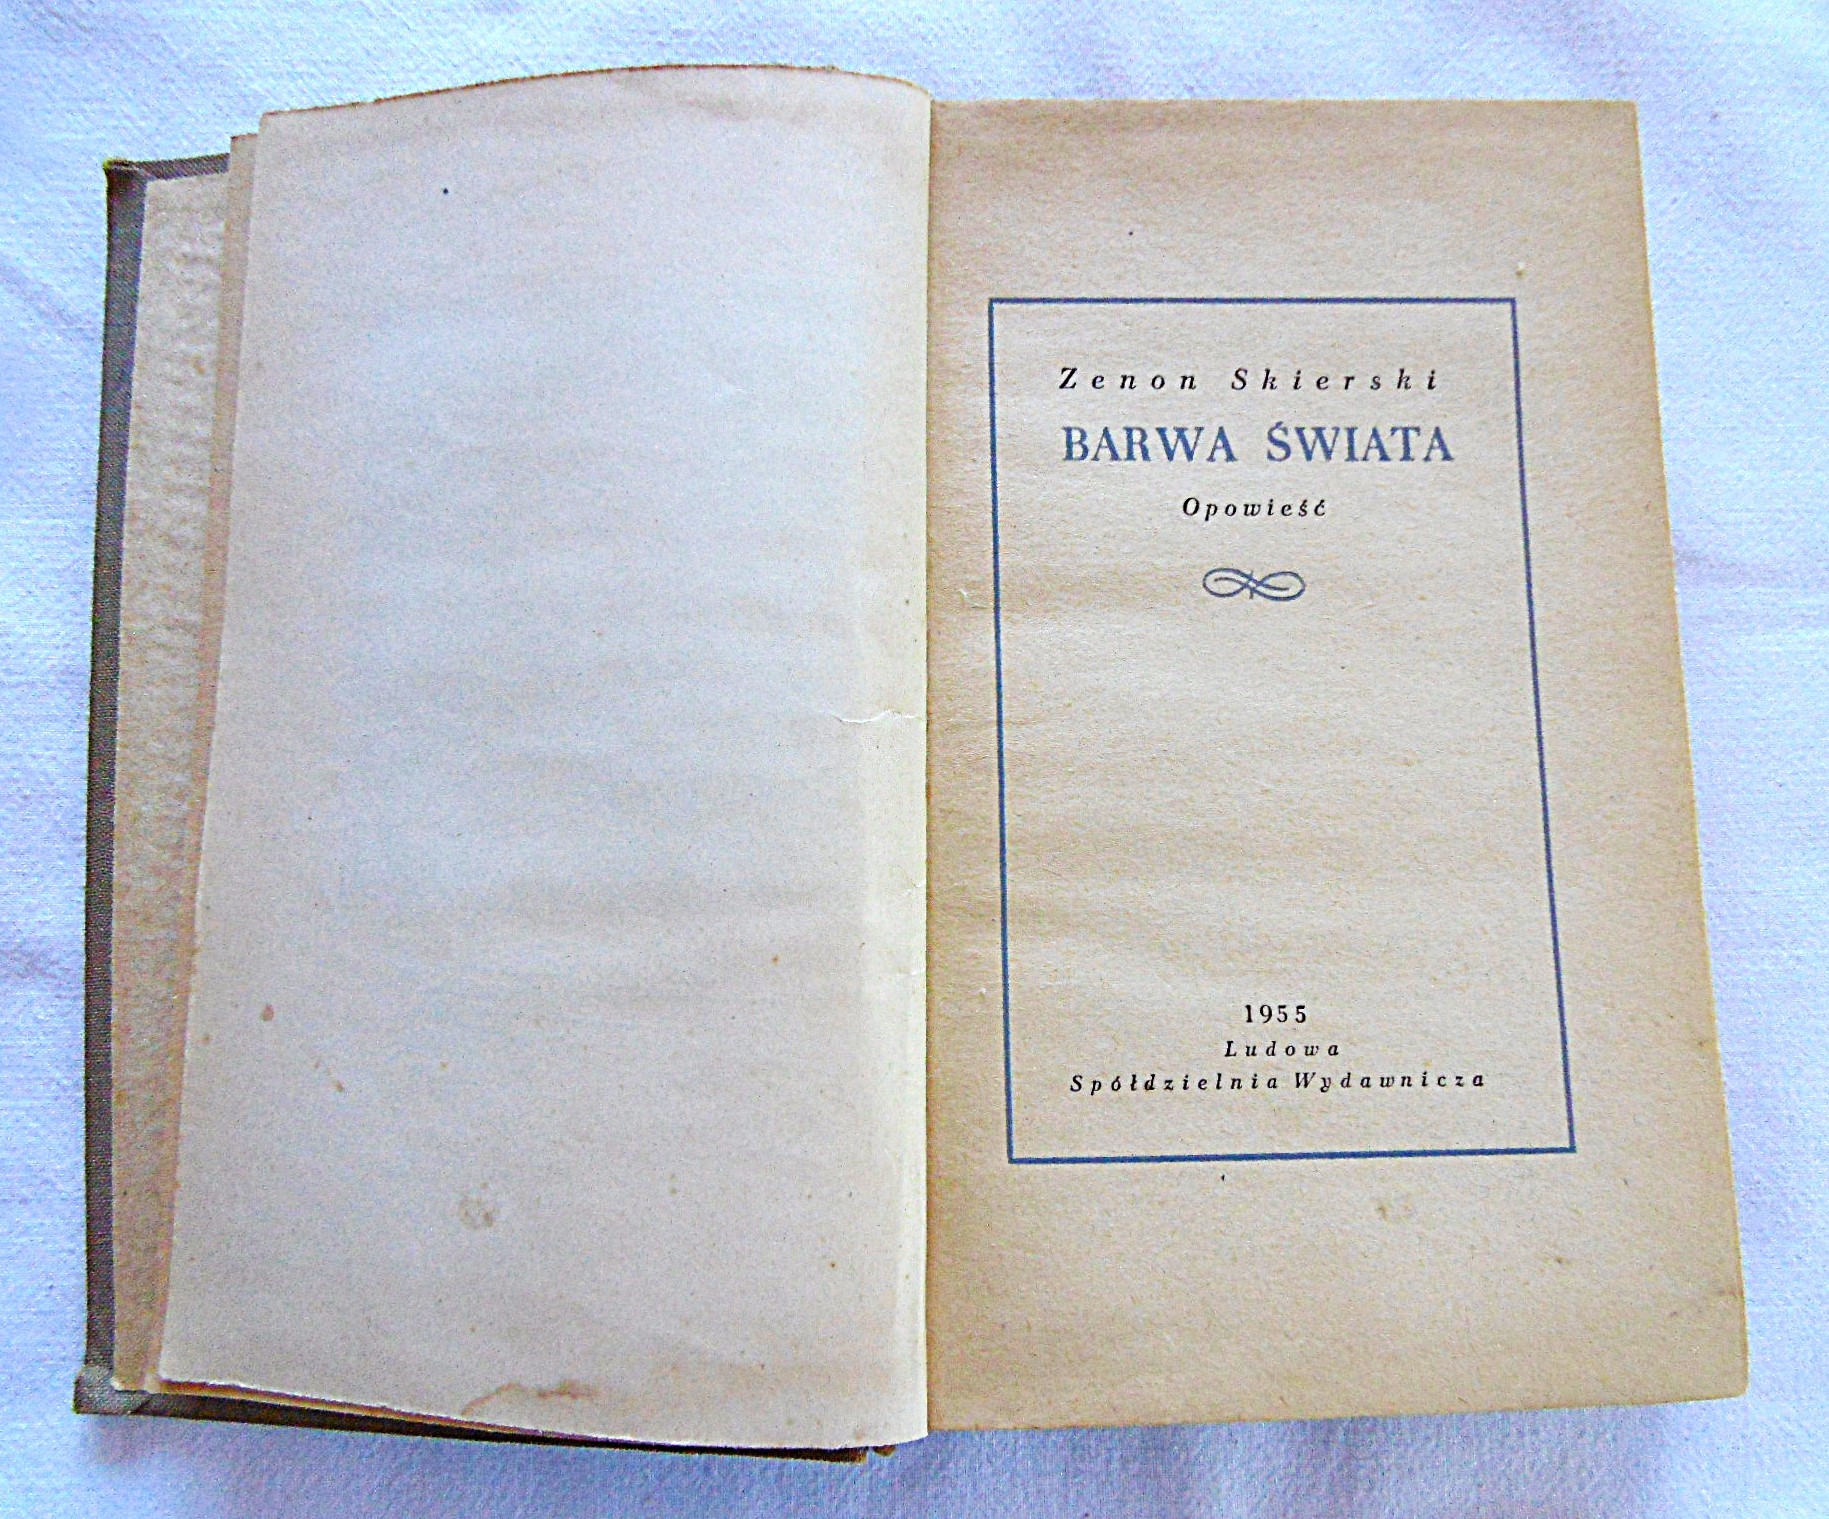 Zenon Skierski
BARWA ŚWIATA
Opowieść
1955
Ludowa
Spółdzielnia Wydawnicza